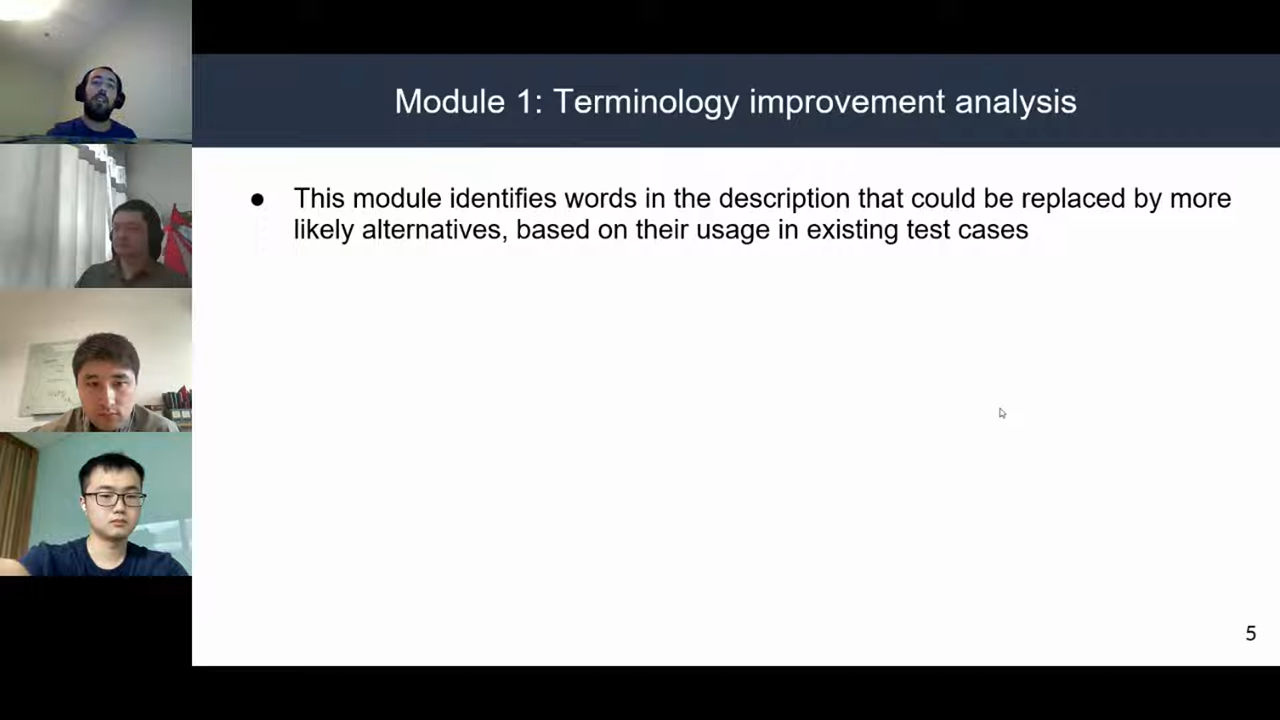 Module 1: Terminology improvement analysis
● This module identifies words in the description that could be replaced by more
likely alternatives, based on their usage in existing test cases
5